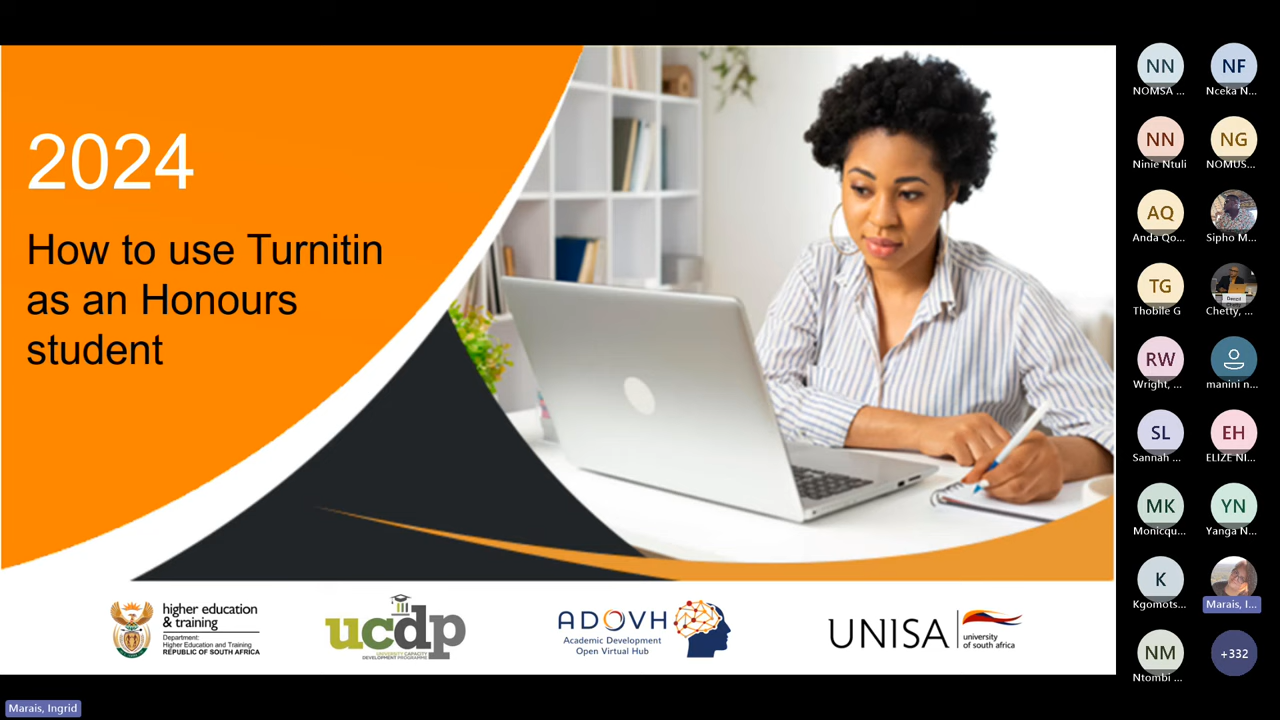 2024
How to use Turnitin
as an Honours
student
higher education
& training
Department:
Higher Education and Training
REPUBLIC OF SOUTH AFRICA
ucdp
UNIVERSITY CAPACITY
DEVELOPMENT PROGRAMME
ADOVH
Academic Development
Open Virtual Hub
UNISA
university
of south africa
NN
NOMSA ...
NF
Nceka N...
NN
Ninie Ntuli
NG
NOMUS...
AQ
Anda Qo...
Sipho M...
TG
Thobile G
Chetty, ...
RW
Wright, ...
manini n...
SL
Sannah ...
EH
ELIZE NI...
MK
Monicqu...
YN
Yanga N...
K
Kgomots...
Marais, I...
NM
Ntombi ...
+332
Marais, Ingrid